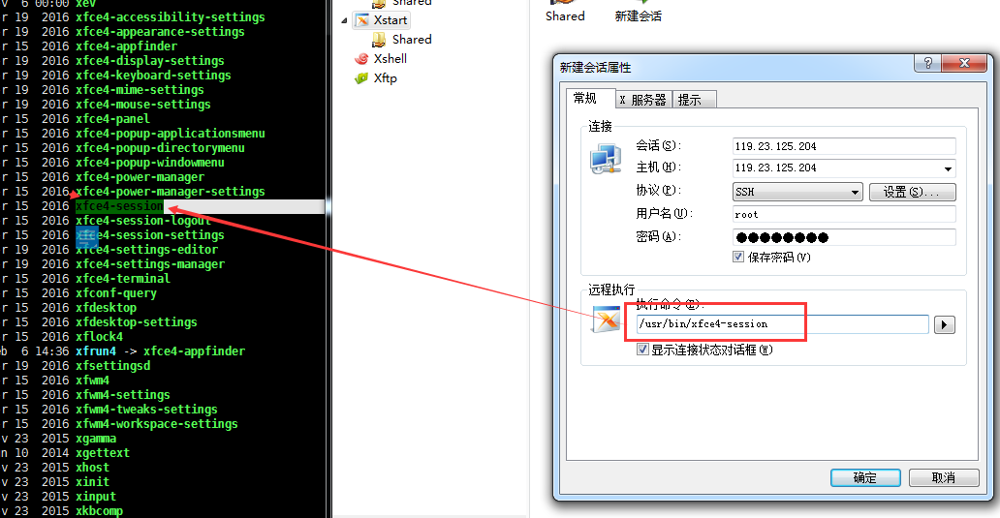 v  6 00:00 xev
r 19  2016 xfce4-accessibility-settings
r 19  2016 xfce4-appearance-settings
r 15  2016 xfce4-appfinder
r 19  2016 xfce4-display-settings
r 19  2016 xfce4-keyboard-settings
r 19  2016 xfce4-mime-settings
r 19  2016 xfce4-mouse-settings
r 15  2016 xfce4-panel
r 15  2016 xfce4-popup-applicationsmenu
r 15  2016 xfce4-popup-directorymenu
r 15  2016 xfce4-popup-windowmenu
r 15  2016 xfce4-power-manager
r 15  2016 xfce4-power-manager-settings
r 15  2016 xfce4-session
r 15  2016 xfce4-session-logout
r 15  2016 xfce4-session-settings
r 19  2016 xfce4-settings-editor
r 19  2016 xfce4-settings-manager
r 15  2016 xfce4-terminal
r 15  2016 xfconf-query
r 15  2016 xfdesktop
r 15  2016 xfdesktop-settings
r 15  2016 xflock4
eb  6 14:36 xfrun4 -> xfce4-appfinder
r 19  2016 xfsettingsd
r 15  2016 xfwm4
r 15  2016 xfwm4-settings
r 15  2016 xfwm4-tweaks-settings
r 15  2016 xfwm4-workspace-settings
v 23  2015 xgamma
n 10  2014 xgettext
v 23  2015 xhost
v 23  2015 xinit
v 23  2015 xinput
v 23  2015 xkbcomp
Shared
Xstart
Shared
Xshell
Xftp
Shared
新建会话
新建会话属性
常规
X 服务器
提示
连接
会话(S):
119.23.125.204
主机(H):
119.23.125.204
协议(P):
SSH
设置(S)...
用户名(U):
root
密码(A):
保存密码(V)
远程执行
执行命令(E):
/usr/bin/xfce4-session
显示连接状态对话框(W)
确定
取消